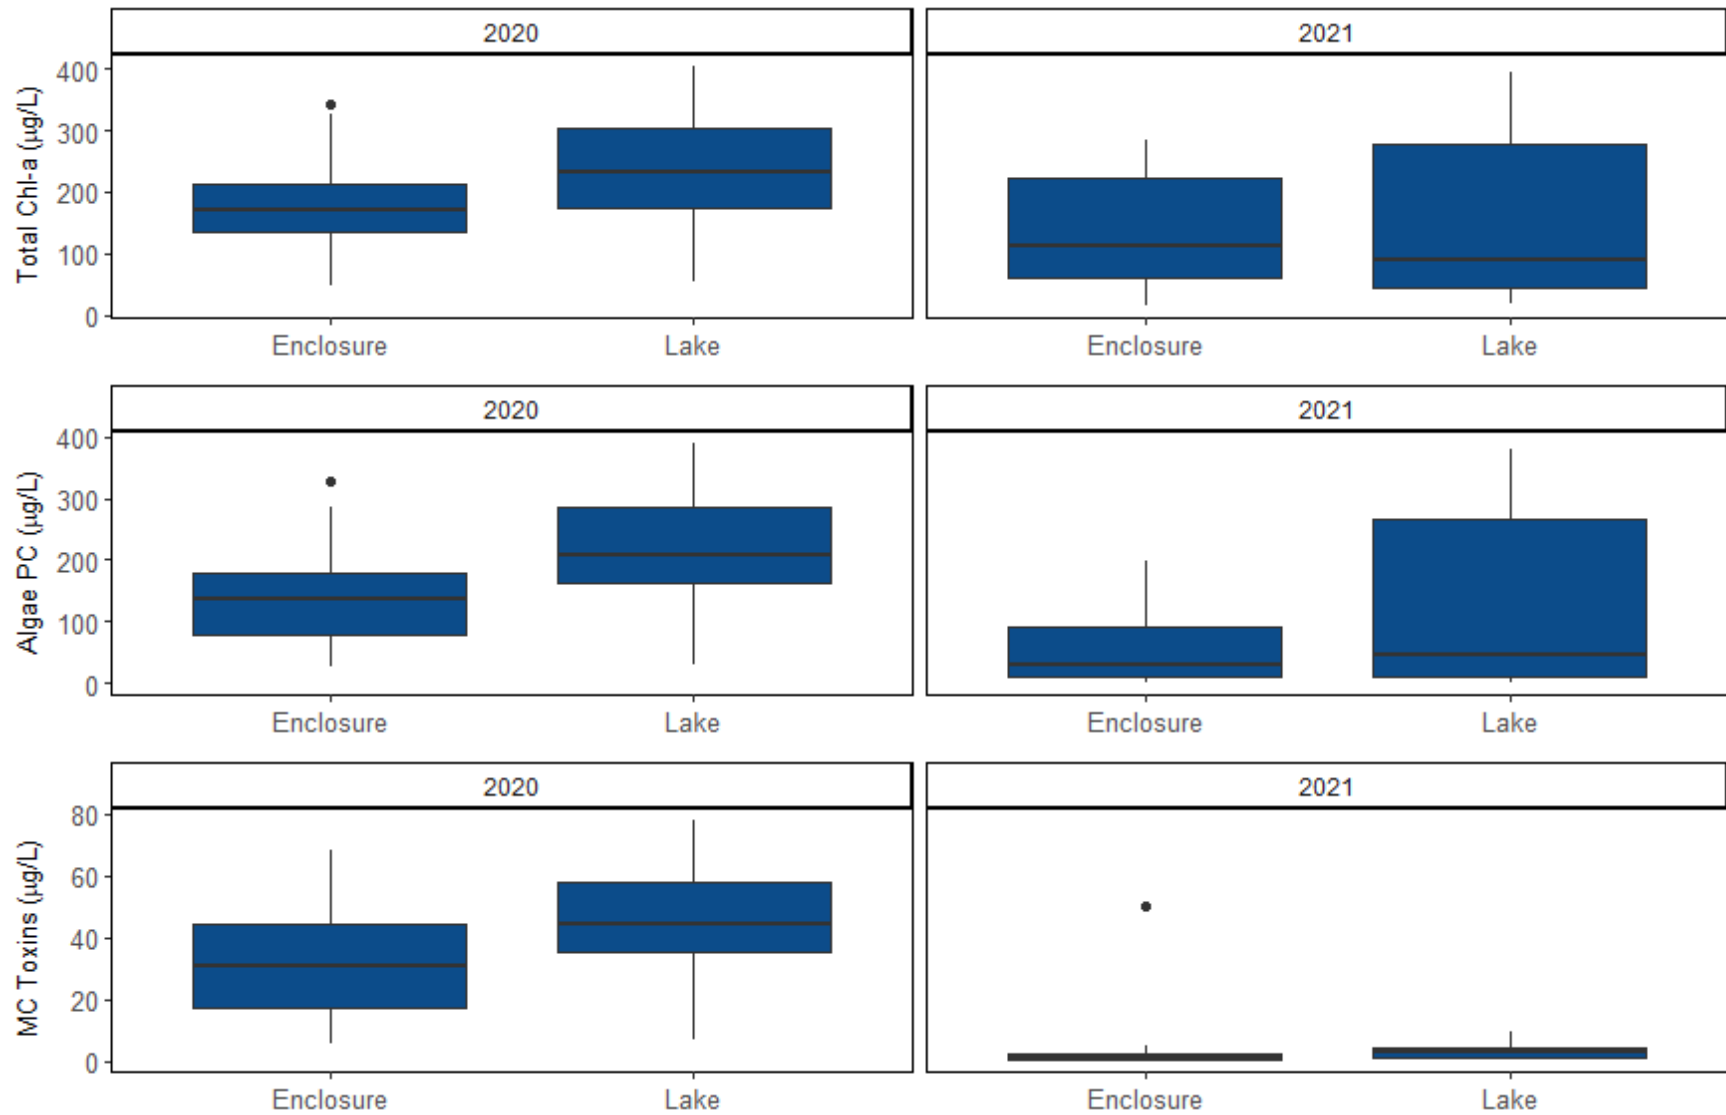 2020
2021
Total Chl-a (µg/L)
400
300
200
100
0
Enclosure
Lake
Enclosure
Lake
2020
2021
Algae PC (µg/L)
400
300
200
100
0
Enclosure
Lake
Enclosure
Lake
2020
2021
MC Toxins (µg/L)
80
60
40
20
0
Enclosure
Lake
Enclosure
Lake